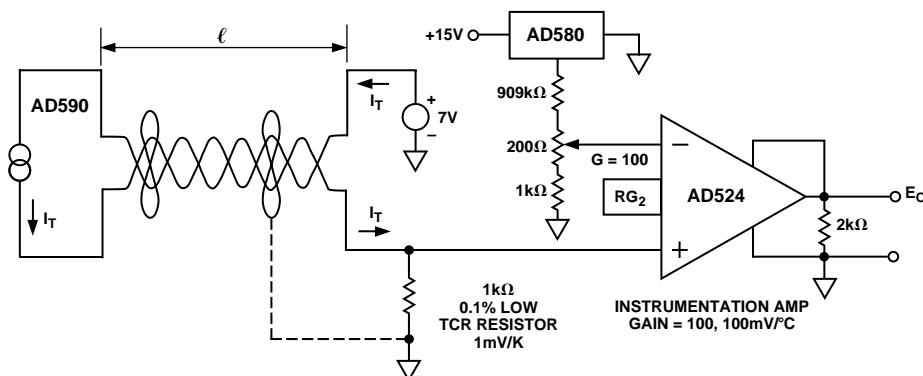 ℓ
+15V
AD580
AD590
I_T
+
7V
−
909kΩ
200Ω
G = 100
−
1kΩ
RG₂
AD524
E_O
2kΩ
I_T
I_T
+
1kΩ
0.1% LOW
TCR RESISTOR
1mV/K
INSTRUMENTATION AMP
GAIN = 100, 100mV/°C